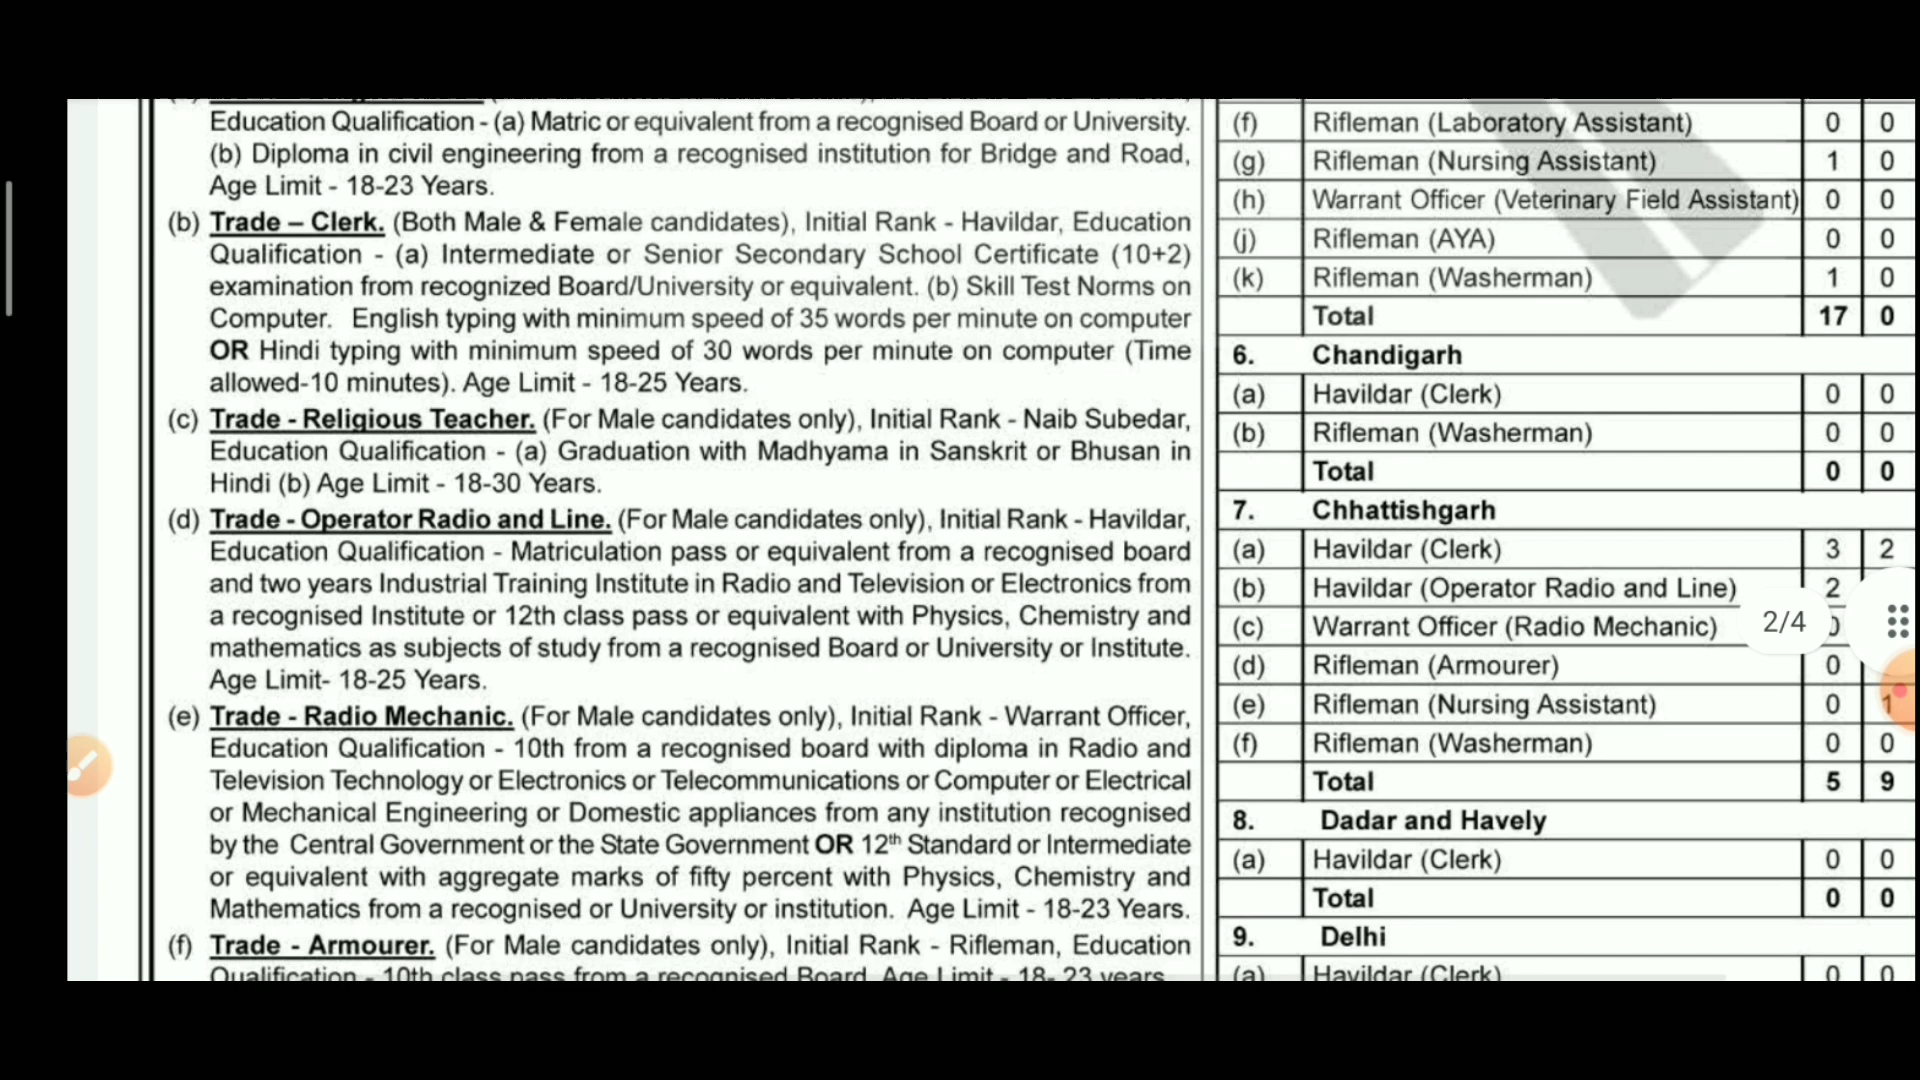 Education Qualification - (a) Matric or equivalent from a recognised Board or University.
(b) Diploma in civil engineering from a recognised institution for Bridge and Road,
Age Limit - 18-23 Years.
(b) Trade – Clerk. (Both Male & Female candidates), Initial Rank - Havildar, Education
Qualification - (a) Intermediate or Senior Secondary School Certificate (10+2)
examination from recognized Board/University or equivalent. (b) Skill Test Norms on
Computer. English typing with minimum speed of 35 words per minute on computer
OR Hindi typing with minimum speed of 30 words per minute on computer (Time
allowed-10 minutes). Age Limit - 18-25 Years.
(c) Trade - Religious Teacher. (For Male candidates only), Initial Rank - Naib Subedar,
Education Qualification - (a) Graduation with Madhyama in Sanskrit or Bhusan in
Hindi (b) Age Limit - 18-30 Years.
(d) Trade - Operator Radio and Line. (For Male candidates only), Initial Rank - Havildar,
Education Qualification - Matriculation pass or equivalent from a recognised board
and two years Industrial Training Institute in Radio and Television or Electronics from
a recognised Institute or 12th class pass or equivalent with Physics, Chemistry and
mathematics as subjects of study from a recognised Board or University or Institute.
Age Limit- 18-25 Years.
(e) Trade - Radio Mechanic. (For Male candidates only), Initial Rank - Warrant Officer,
Education Qualification - 10th from a recognised board with diploma in Radio and
Television Technology or Electronics or Telecommunications or Computer or Electrical
or Mechanical Engineering or Domestic appliances from any institution recognised
by the Central Government or the State Government OR 12th Standard or Intermediate
or equivalent with aggregate marks of fifty percent with Physics, Chemistry and
Mathematics from a recognised or University or institution. Age Limit - 18-23 Years.
(f) Trade - Armourer. (For Male candidates only), Initial Rank - Rifleman, Education
Qualification - 10th class pass from a recognised Board. Age Limit - 18- 23 years
(f) Rifleman (Laboratory Assistant) 0 0
(g) Rifleman (Nursing Assistant) 1 0
(h) Warrant Officer (Veterinary Field Assistant) 0 0
(j) Rifleman (AYA) 0 0
(k) Rifleman (Washerman) 1 0
Total 17 0
6. Chandigarh
(a) Havildar (Clerk) 0 0
(b) Rifleman (Washerman) 0 0
Total 0 0
7. Chhattishgarh
(a) Havildar (Clerk) 3 2
(b) Havildar (Operator Radio and Line) 2
(c) Warrant Officer (Radio Mechanic) 0
(d) Rifleman (Armourer) 0
(e) Rifleman (Nursing Assistant) 0 1
(f) Rifleman (Washerman) 0 0
Total 5 9
8. Dadar and Havely
(a) Havildar (Clerk) 0 0
Total 0 0
9. Delhi
(a) Havildar (Clerk) 0 0
2/4